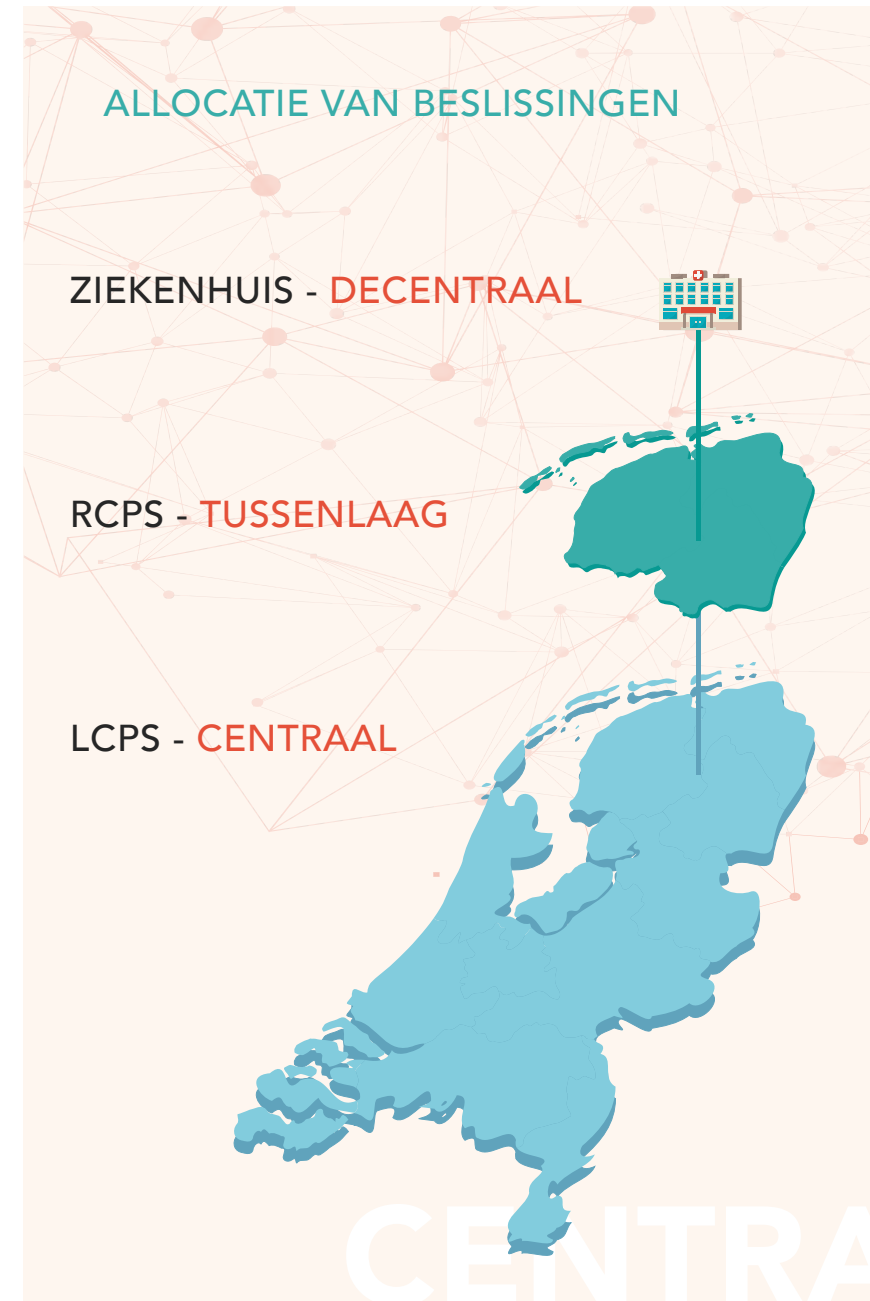 ALLOCATIE VAN BESLISSINGEN
ZIEKENHUIS - DECENTRAAL
RCPS - TUSSENLAAG
LCPS - CENTRAAL
CENTRA